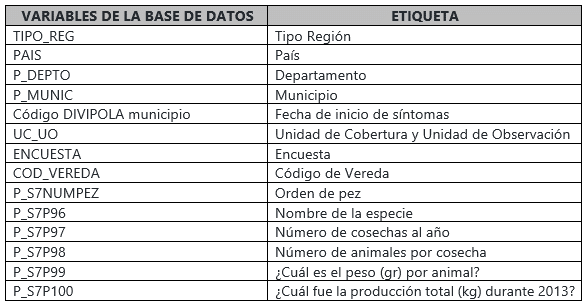 VARIABLES DE LA BASE DE DATOS ETIQUETA
TIPO_REG Tipo Región
PAIS País
P_DEPTO Departamento
P_MUNIC Municipio
Código DIVIPOLA municipio Fecha de inicio de síntomas
UC_UO Unidad de Cobertura y Unidad de Observación
ENCUESTA Encuesta
COD_VEREDA Código de Vereda
P_S7NUMPEZ Orden de pez
P_S7P96 Nombre de la especie
P_S7P97 Número de cosechas al año
P_S7P98 Número de animales por cosecha
P_S7P99 ¿Cuál es el peso (gr) por animal?
P_S7P100 ¿Cuál fue la producción total (kg) durante 2013?